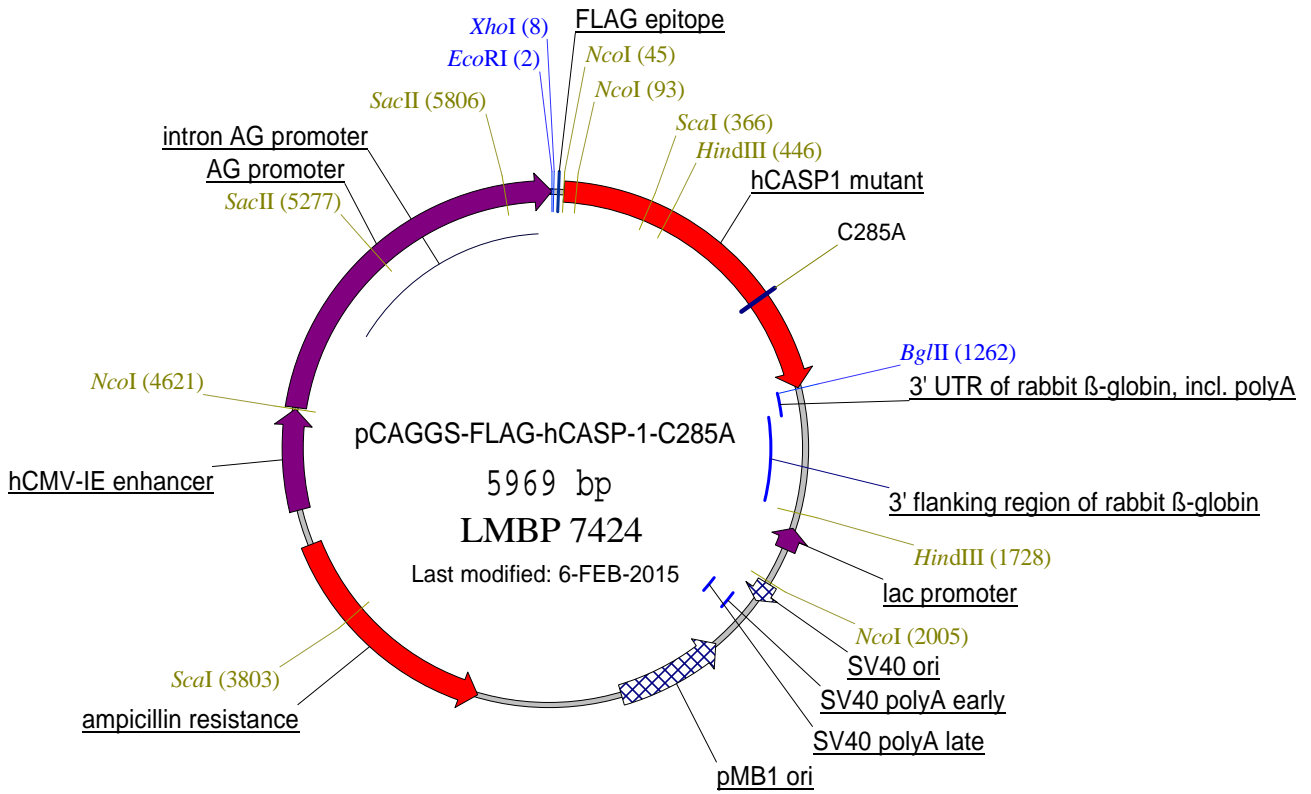 FLAG epitope
XhoI (8)
EcoRI (2)
NcoI (45)
NcoI (93)
SacII (5806)
ScaI (366)
HindIII (446)
intron AG promoter
AG promoter
hCASP1 mutant
SacII (5277)
C285A
BglII (1262)
NcoI (4621)
3' UTR of rabbit ß-globin, incl. polyA
pCAGGS-FLAG-hCASP-1-C285A
hCMV-IE enhancer
5969 bp
3' flanking region of rabbit ß-globin
LMBP 7424
HindIII (1728)
Last modified: 6-FEB-2015
lac promoter
NcoI (2005)
SV40 ori
ScaI (3803)
SV40 polyA early
ampicillin resistance
SV40 polyA late
pMB1 ori